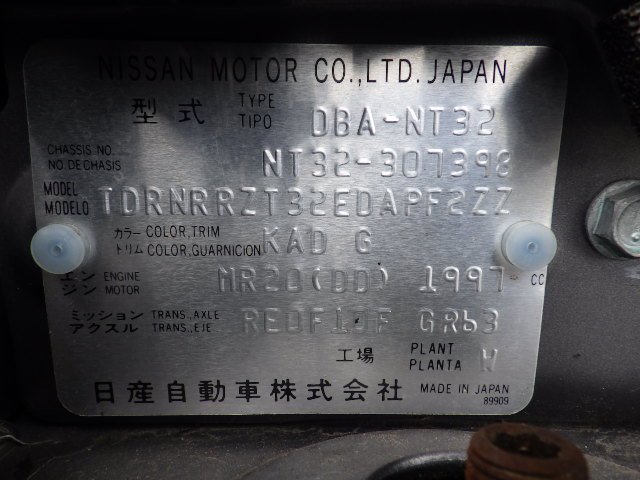 NISSAN MOTOR CO.,LTD. JAPAN
型式 TYPE TIPO DBA-NT32
CHASSIS NO. NO.DE CHASIS NT32-307398
MODEL MODELO TDRNRRZT32EDAPF2ZZ
カラー COLOR,TRIM トリム COLOR,GUARNICION KAD G
エンジン ENGINE MOTOR MR20(DD) 1997 CC
ミッション TRANS.,AXLE アクスル TRANS.,EJE RE0F10F GR63
工場 PLANT PLANTA W
日産自動車株式会社 MADE IN JAPAN
89909